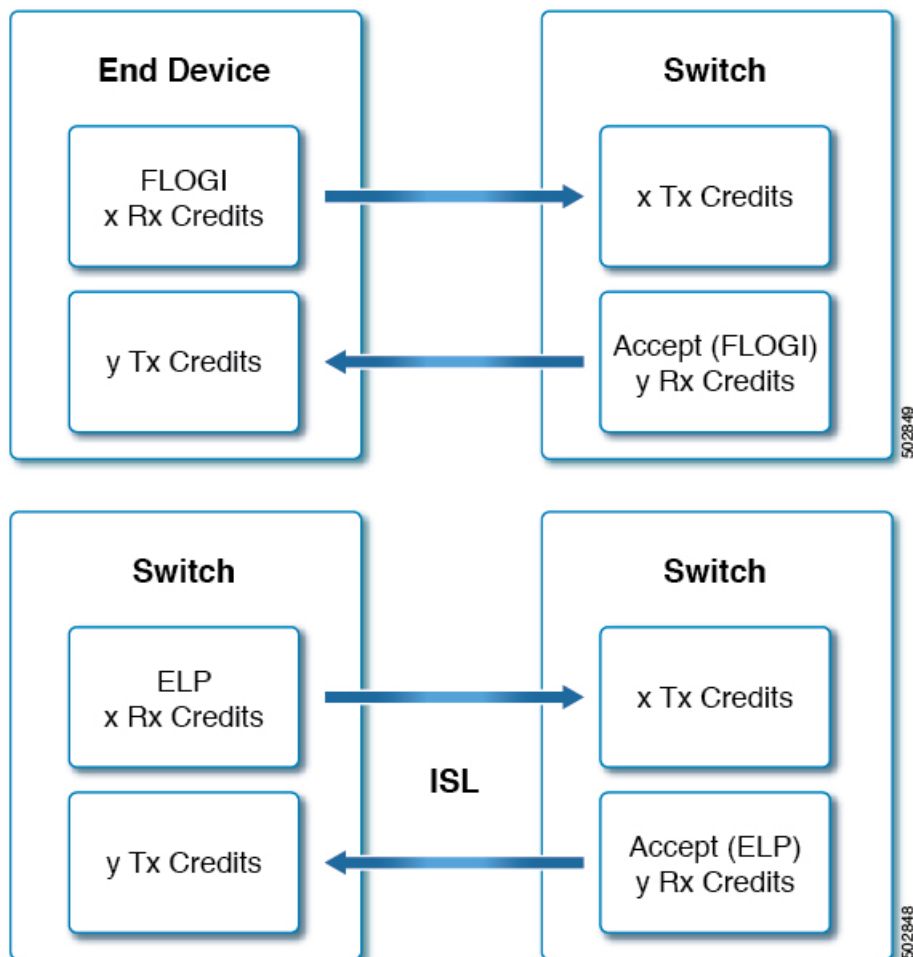 End Device
Switch
FLOGI
x Rx Credits
x Tx Credits
y Tx Credits
Accept (FLOGI)
y Rx Credits
502849
Switch
Switch
ELP
x Rx Credits
x Tx Credits
ISL
y Tx Credits
Accept (ELP)
y Rx Credits
502848